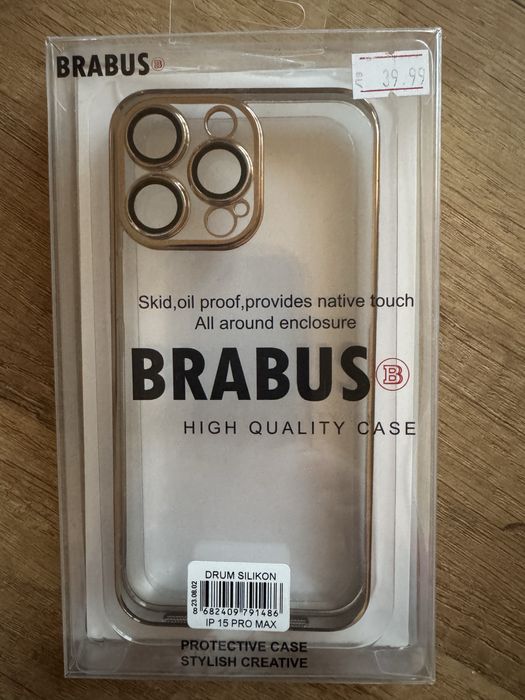 BRABUS B
39.99
Skid,oil proof,provides native touch
All around enclosure
BRABUS B
HIGH QUALITY CASE
DRUM SILIKON
23.08.02
8 682409 791486
IP 15 PRO MAX
PROTECTIVE CASE
STYLISH CREATIVE